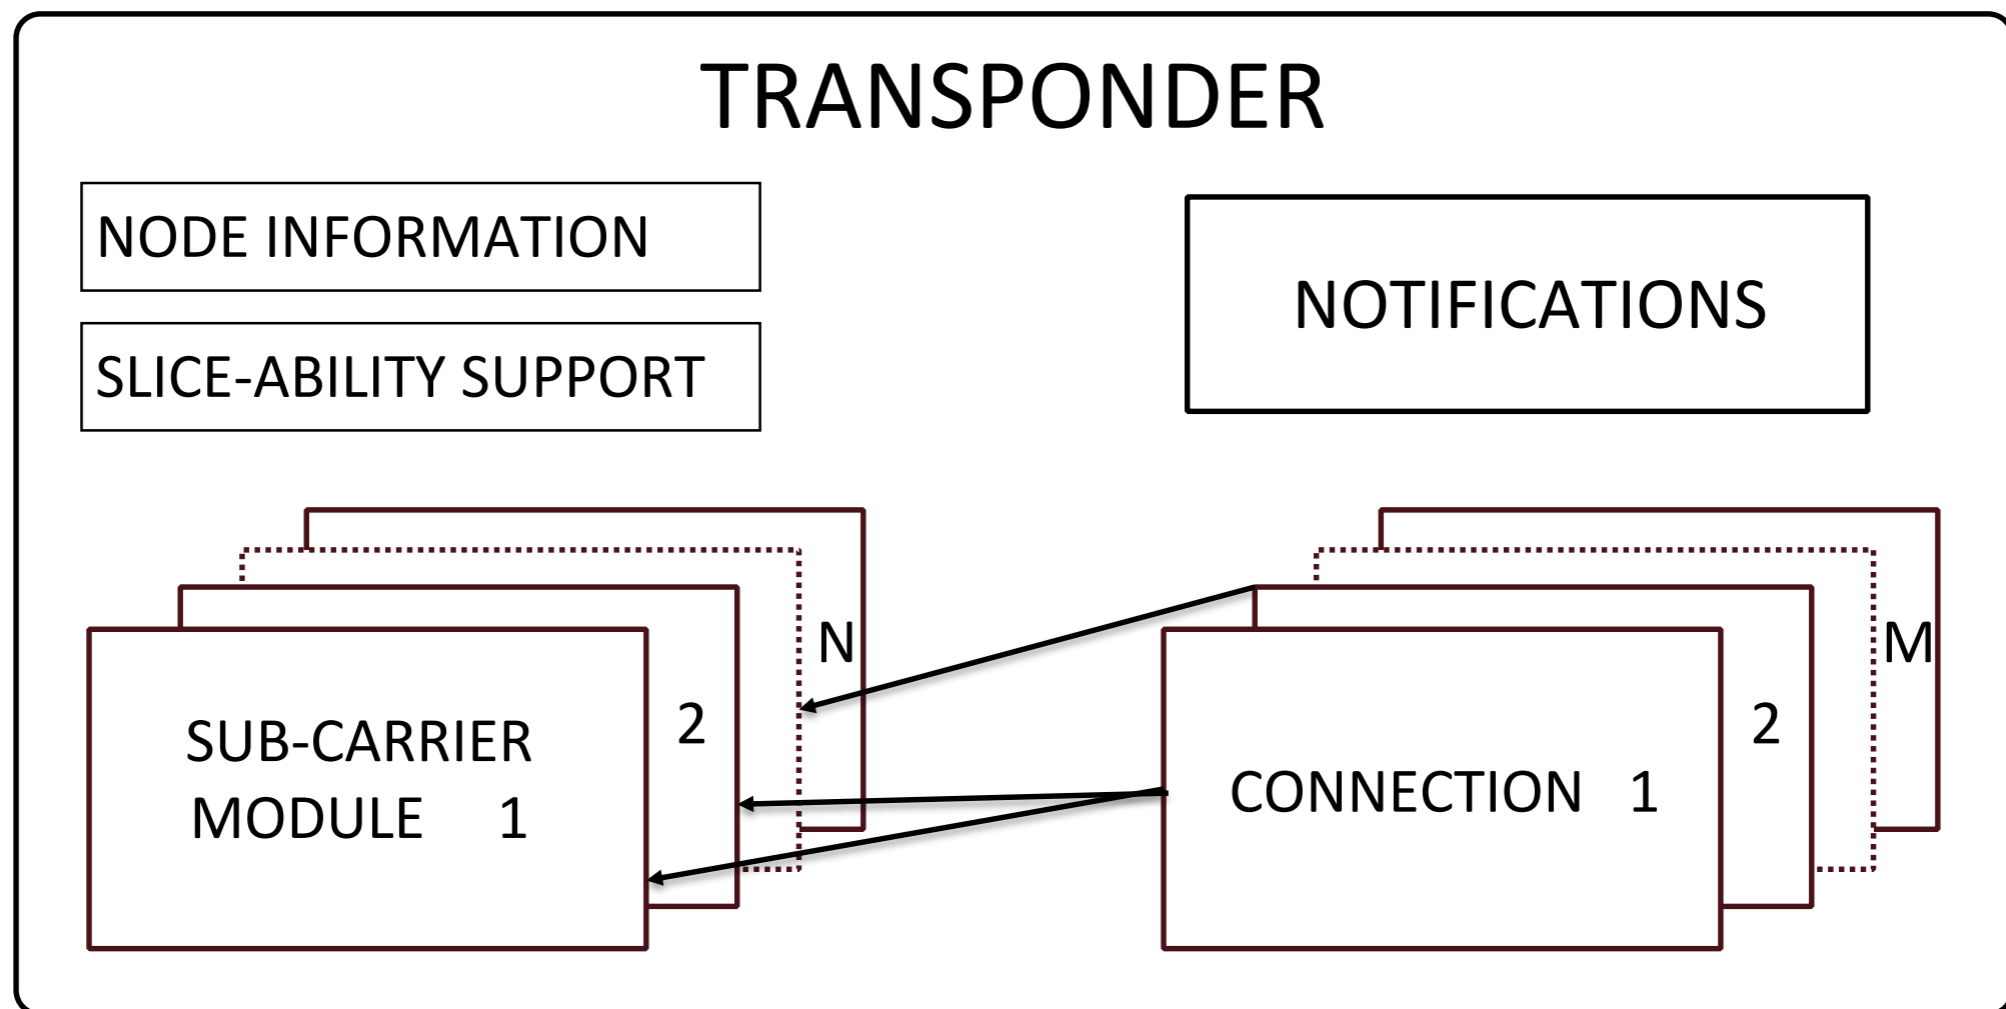 TRANSPONDER
NODE INFORMATION
SLICE-ABILITY SUPPORT
NOTIFICATIONS
SUB-CARRIER
MODULE 1
2
N
CONNECTION 1
2
M